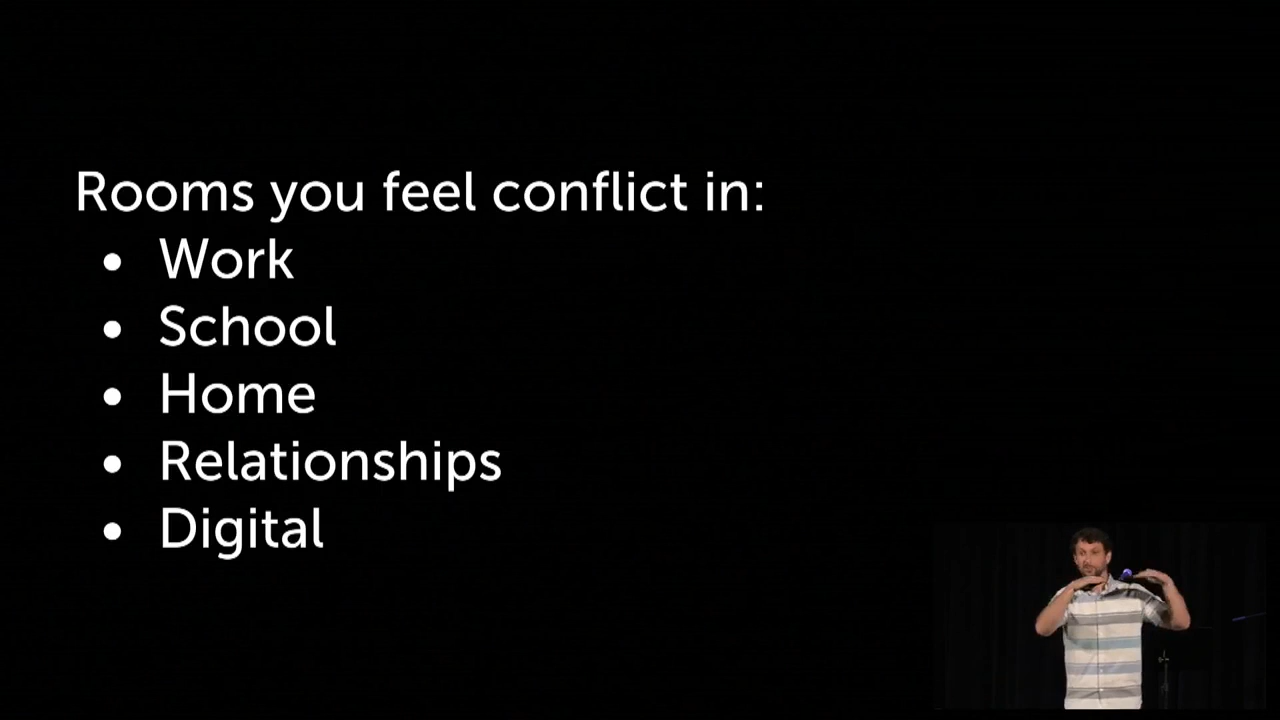 Rooms you feel conflict in:
• Work
• School
• Home
• Relationships
• Digital